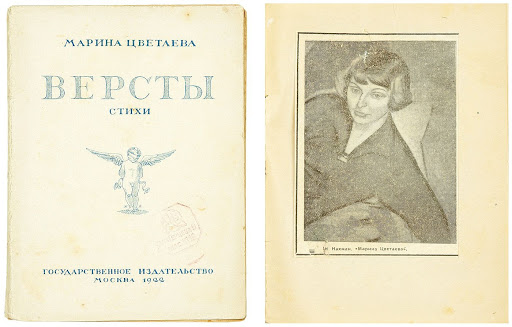 МАРИНА ЦВЕТАЕВА
ВЕРСТЫ
СТИХИ
ГОСУДАРСТВЕННОЕ ИЗДАТЕЛЬСТВО
МОСКВА 1922
Нахман. «Марина Цветаева».